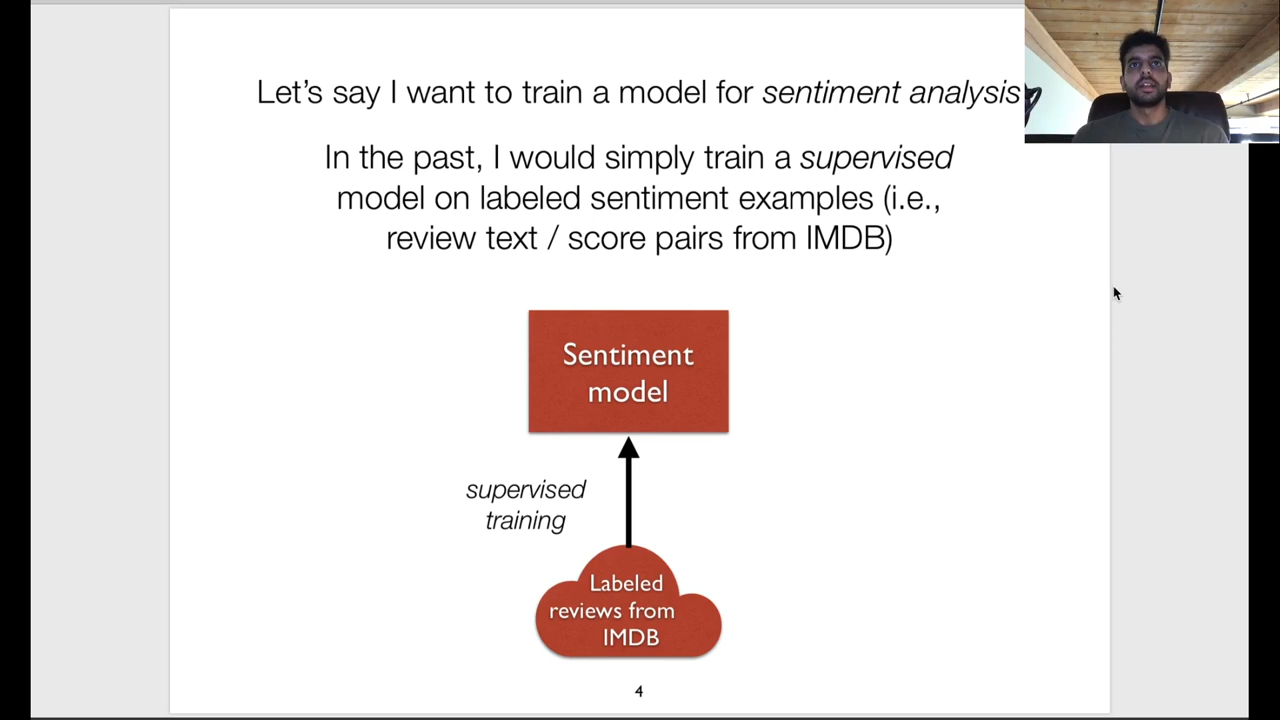 Let's say I want to train a model for sentiment analysis
In the past, I would simply train a supervised
model on labeled sentiment examples (i.e.,
review text / score pairs from IMDB)
Sentiment
model
supervised
training
Labeled
reviews from
IMDB
4